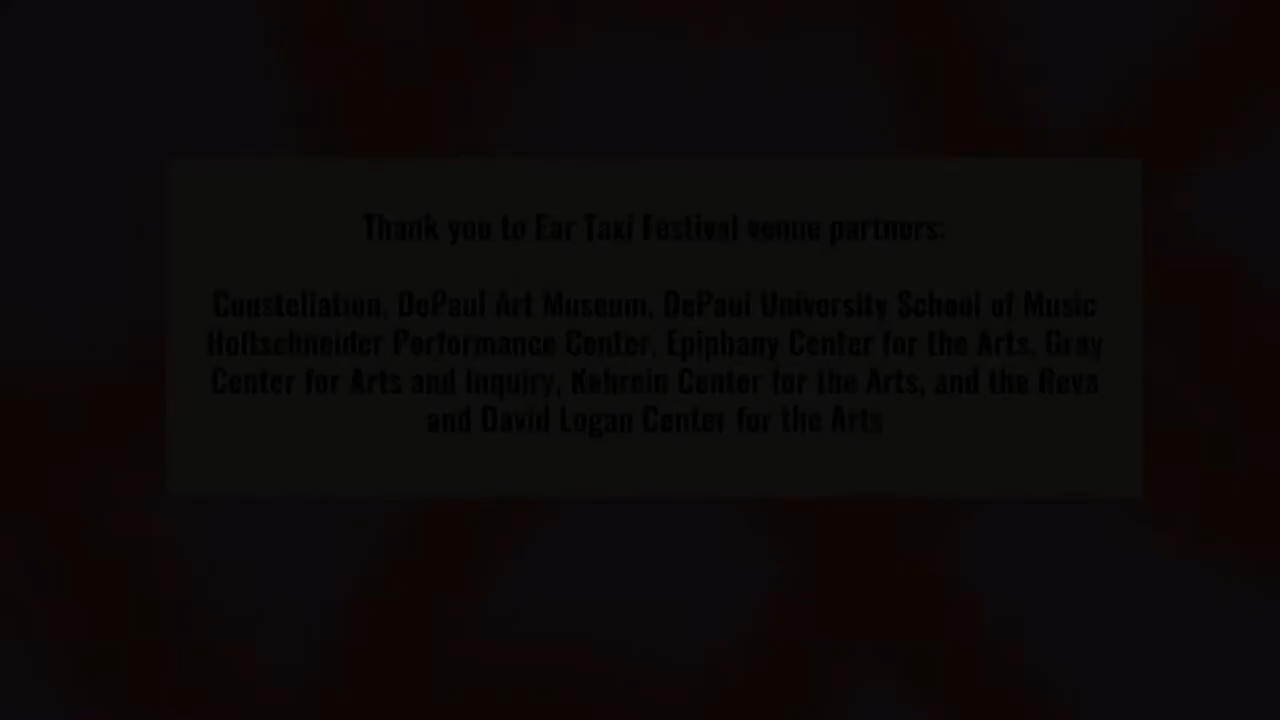 Thank you to Ear Taxi Festival venue partners:
Constellation, DePaul Art Museum, DePaul University School of Music
Holtschneider Performance Center, Epiphany Center for the Arts, Gray
Center for Arts and Inquiry, Kehrein Center for the Arts, and the Reva
and David Logan Center for the Arts